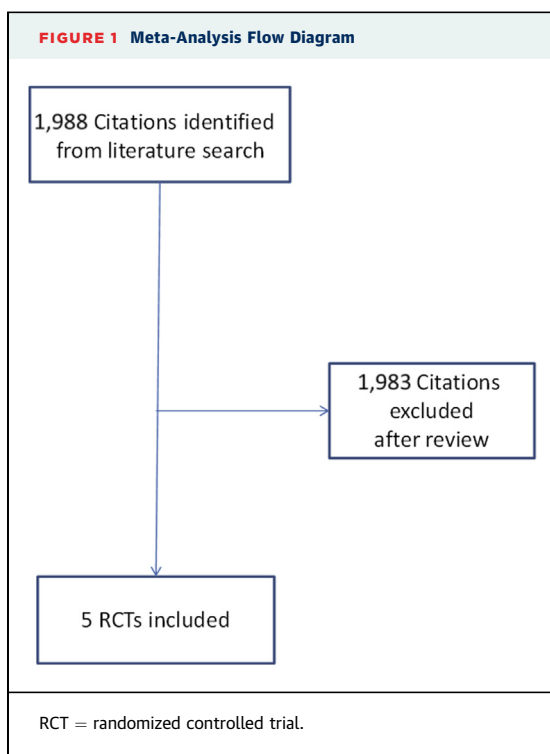 FIGURE 1 Meta-Analysis Flow Diagram
1,988 Citations identified
from literature search
1,983 Citations
excluded
after review
5 RCTs included
RCT = randomized controlled trial.